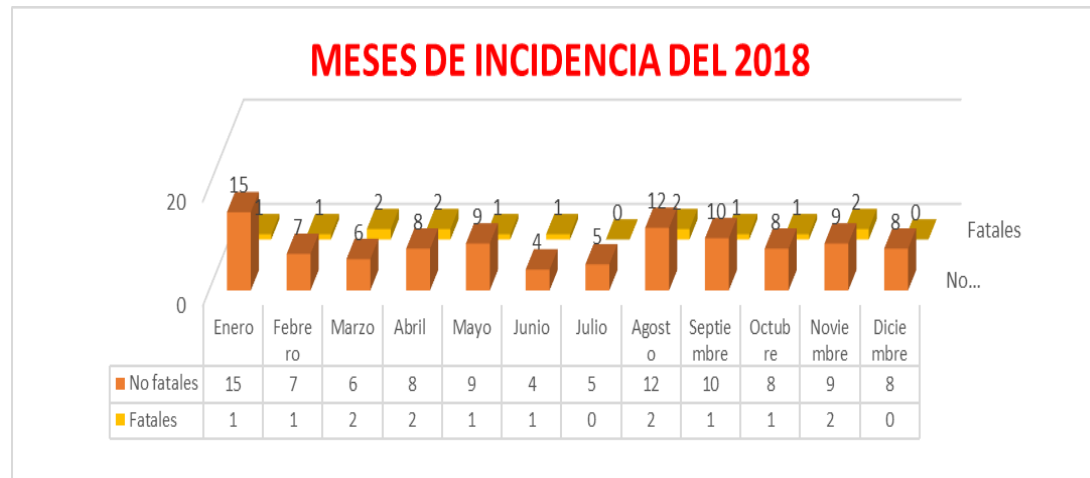 MESES DE INCIDENCIA DEL 2018
20
0
15 7 6 8 9 4 5 12 10 8 9 8
1 1 2 2 1 1 0 2 1 1 2 0
Fatales
No...
Enero Febre Marzo Abril Mayo Junio Julio Agost Septie Octub Novie Dicie
ro o mbre re mbre mbre
No fatales 15 7 6 8 9 4 5 12 10 8 9 8
Fatales 1 1 2 2 1 1 0 2 1 1 2 0